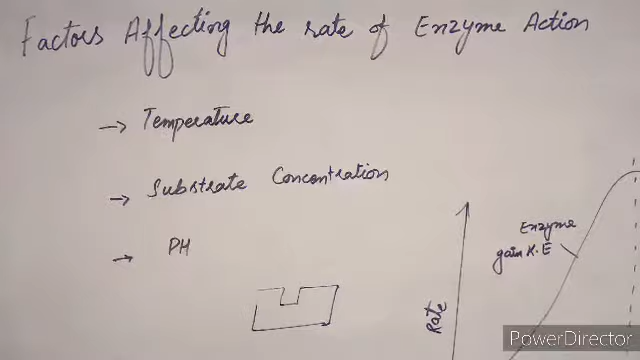 Factors Affecting the rate of Enzyme Action
→ Temperature
→ Substrate Concentration
→ PH
Enzyme
gain K.E
Rate
PowerDirector